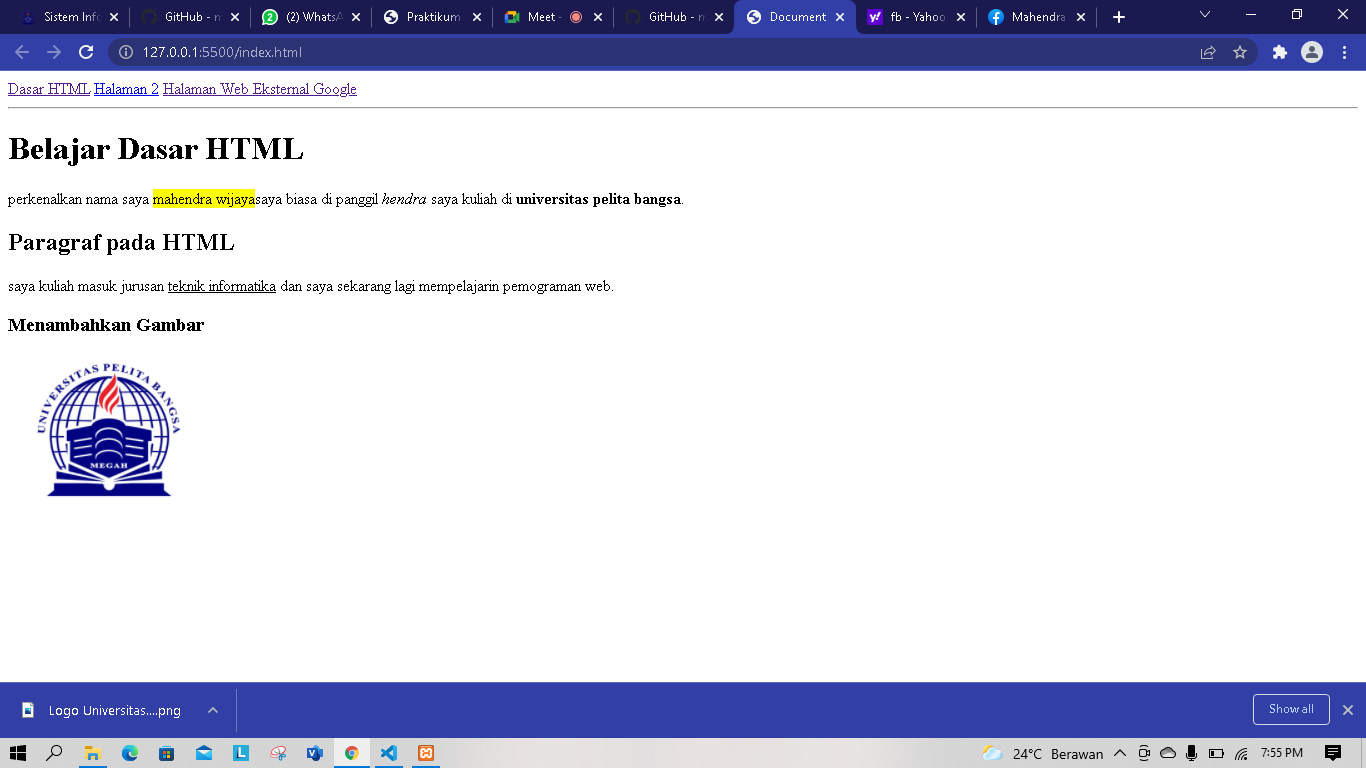 Sistem Info
GitHub - m
(2) WhatsA
Praktikum
Meet -
GitHub - m
Document
fb - Yahoo
Mahendra
127.0.0.1:5500/index.html
Dasar HTML Halaman 2 Halaman Web Eksternal Google
Belajar Dasar HTML
perkenalkan nama saya mahendra wijayasaya biasa di panggil hendra saya kuliah di universitas pelita bangsa.
Paragraf pada HTML
saya kuliah masuk jurusan teknik informatika dan saya sekarang lagi mempelajarin pemograman web.
Menambahkan Gambar
UNIVERSITAS PELITA BANGSA
MEGAH
Logo Universitas....png
Show all
24°C Berawan
7:55 PM